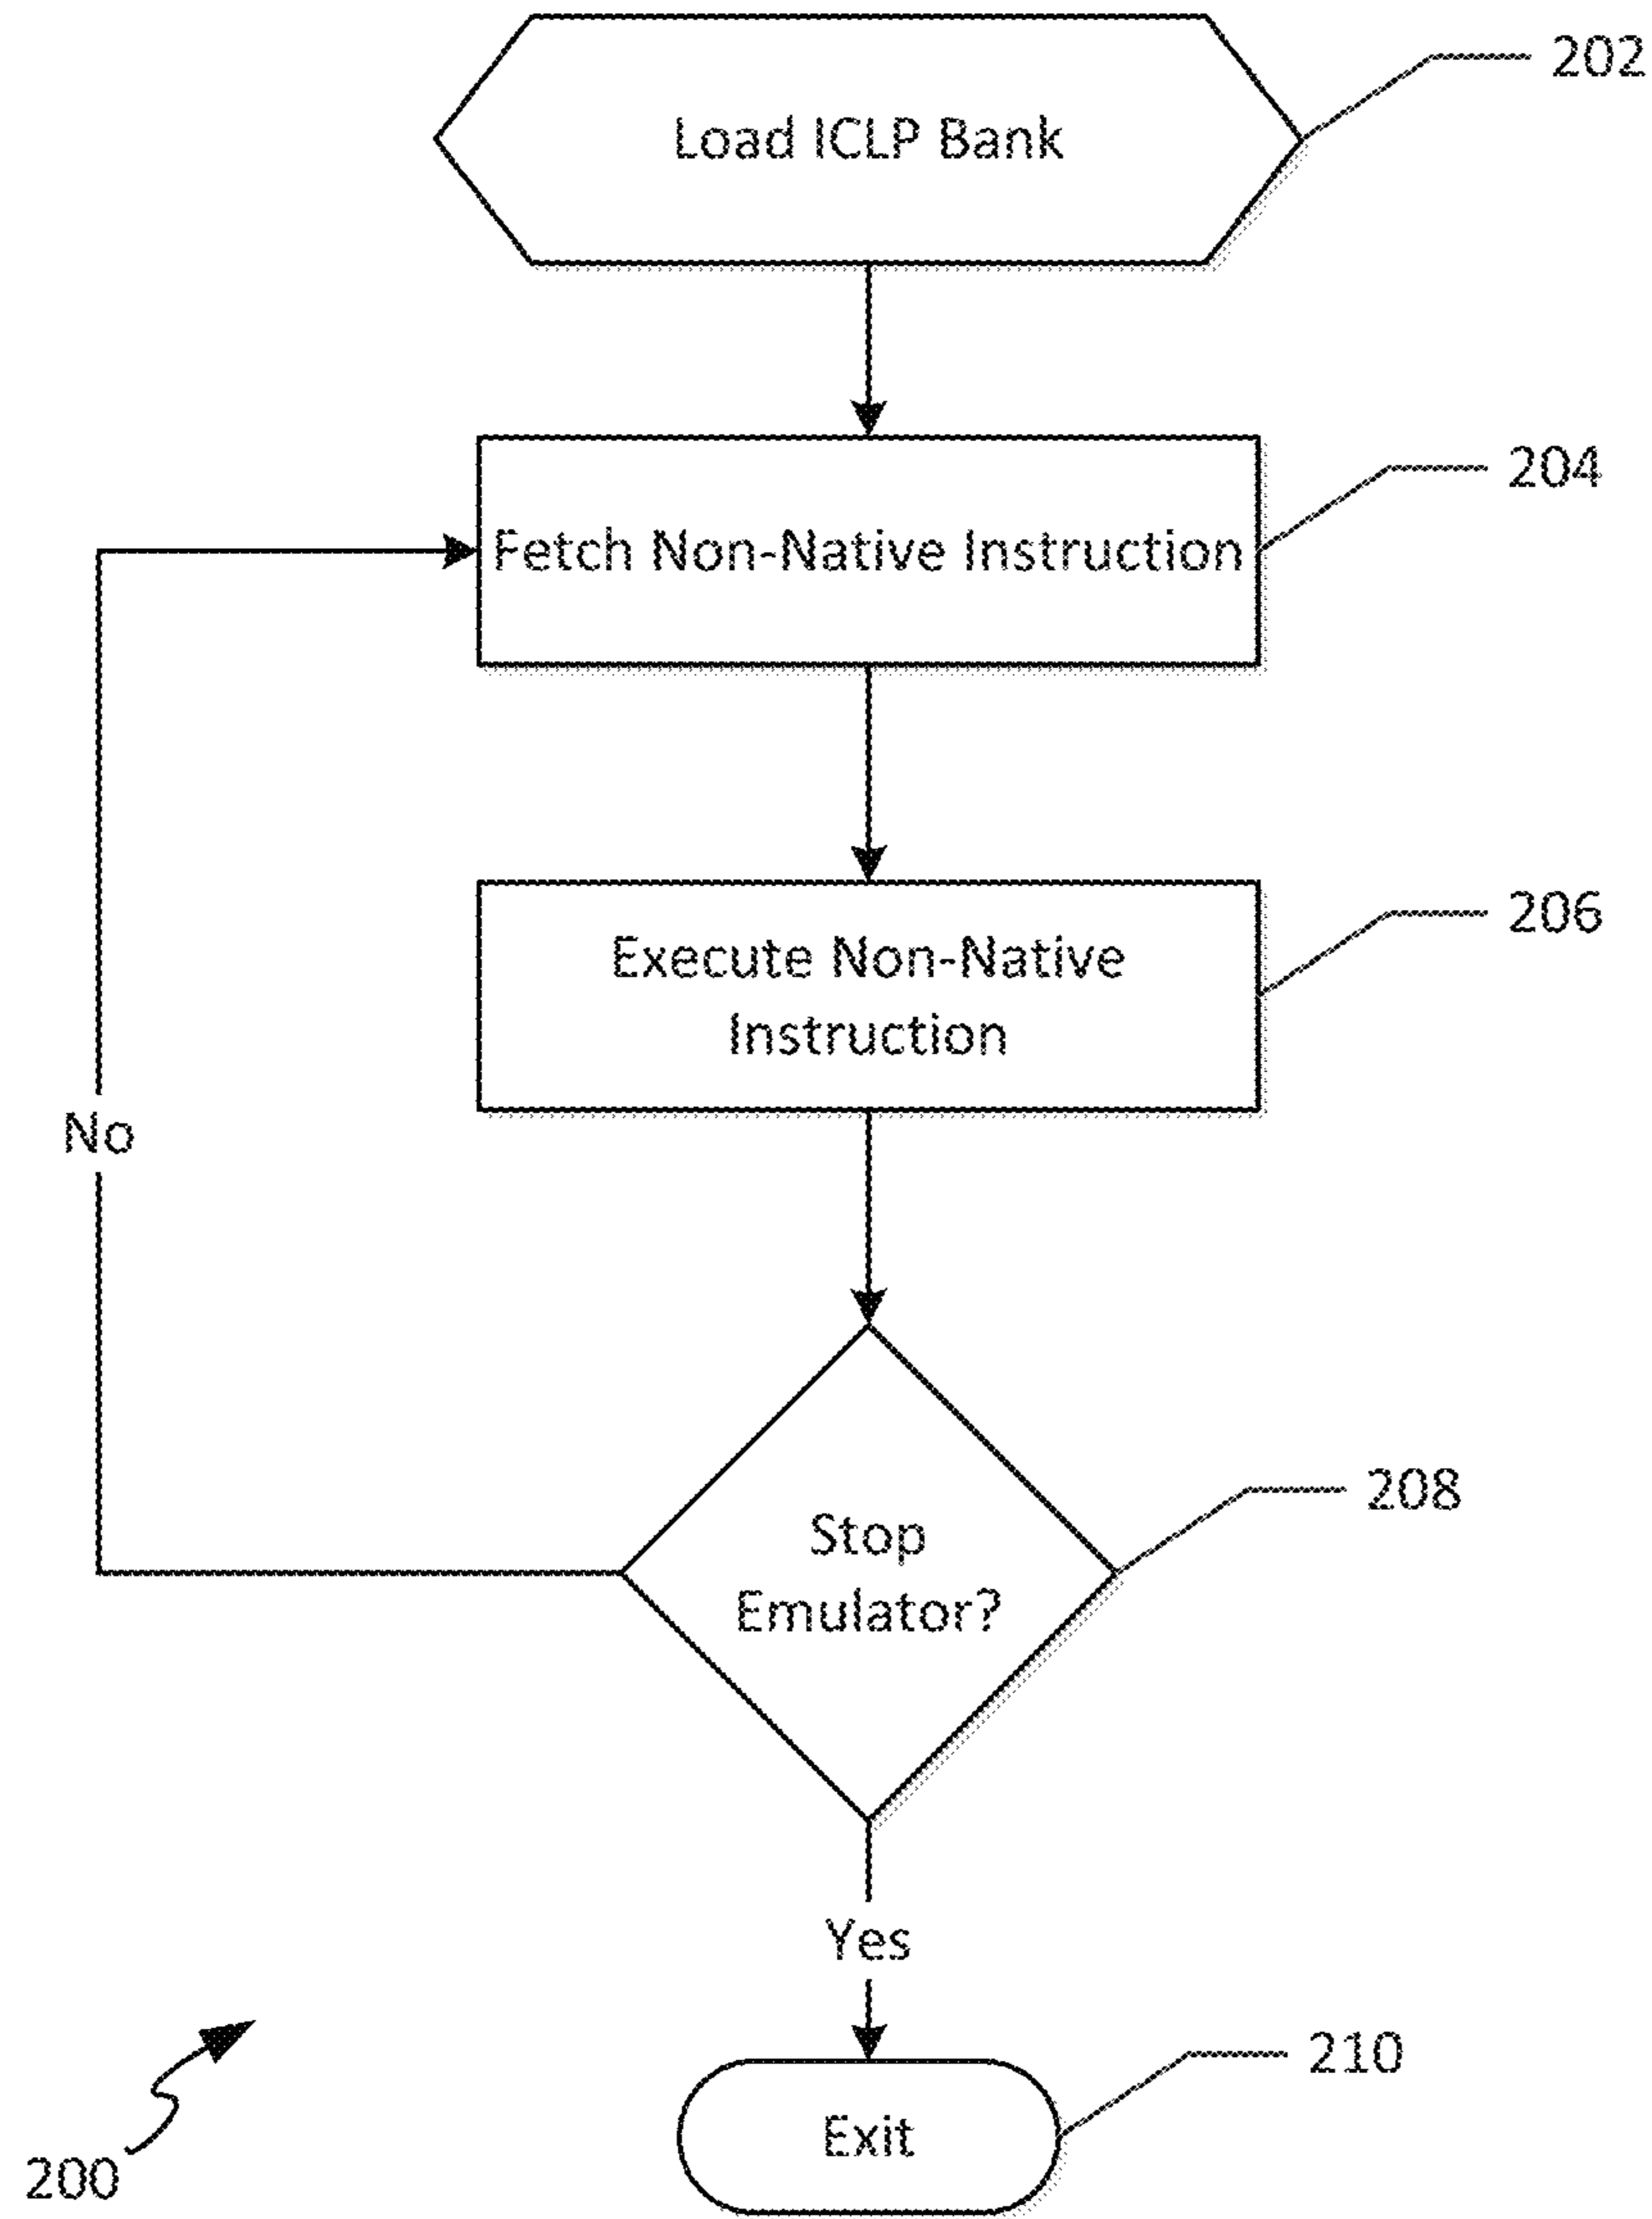 202
Load ICLP Bank
204
Fetch Non-Native Instruction
206
Execute Non-Native
Instruction
No
208
Stop
Emulator?
Yes
210
Exit
200